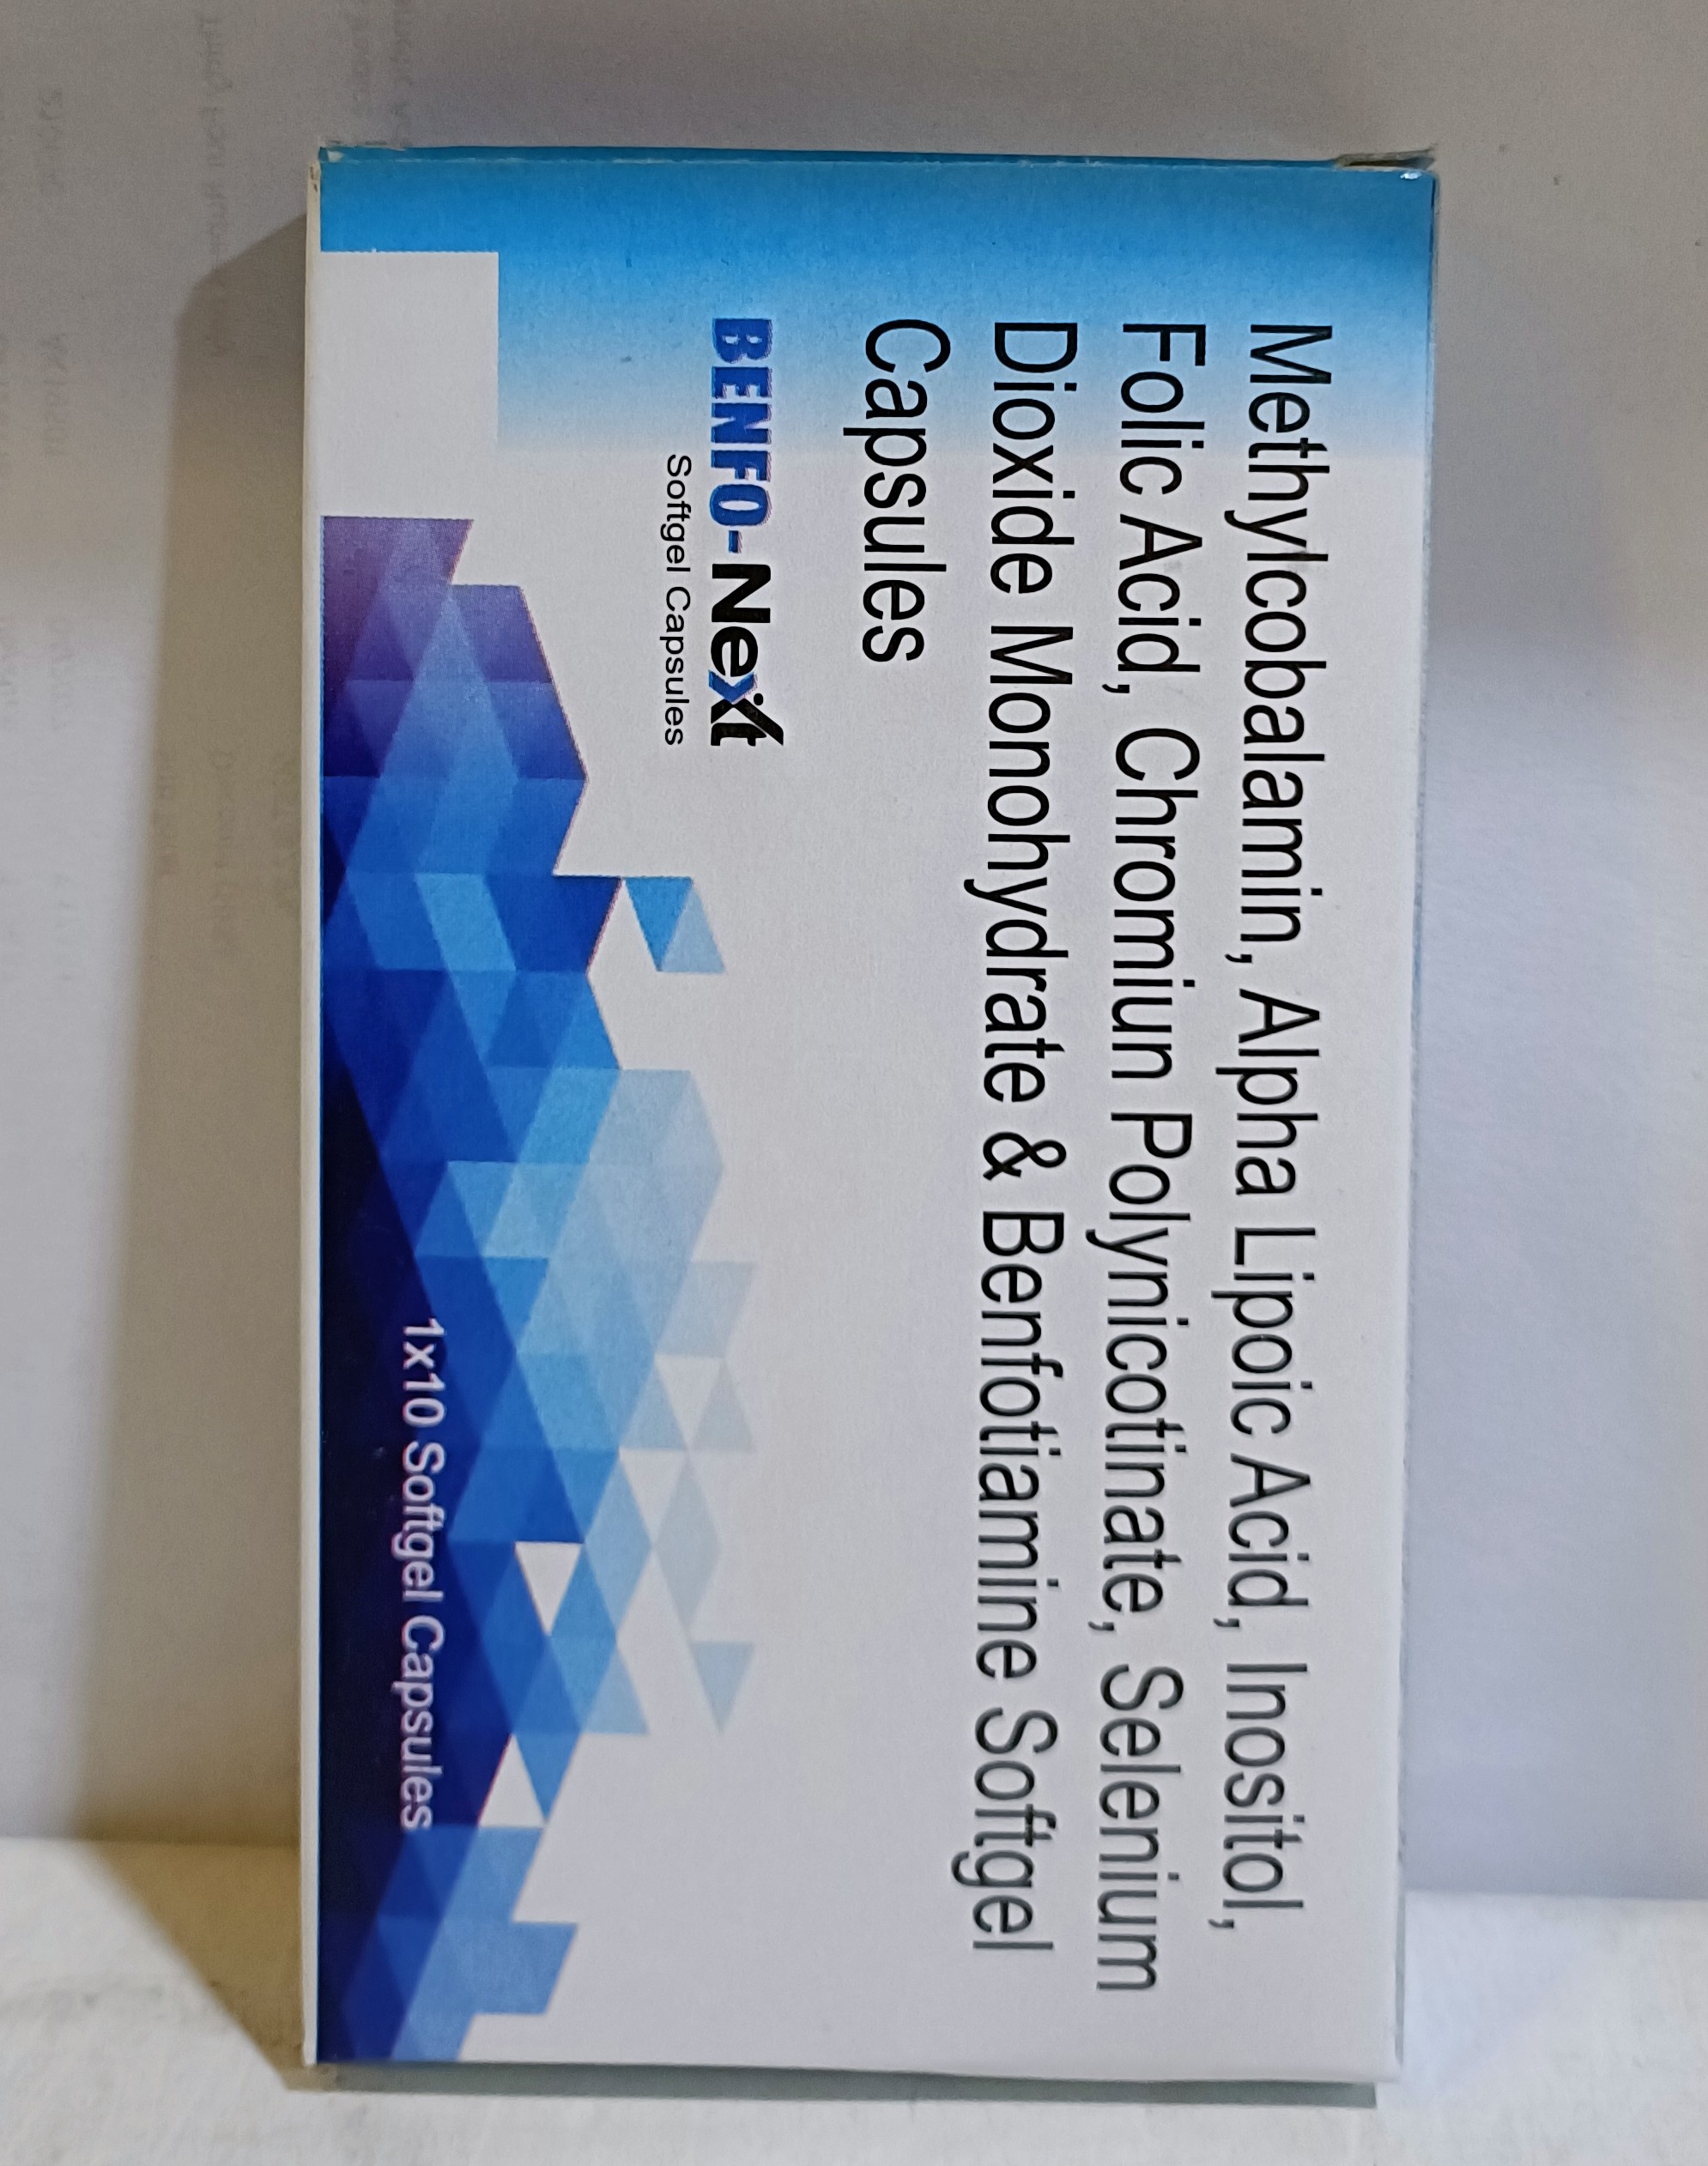 Methylcobalamin, Alpha Lipoic Acid, Inositol,
Folic Acid, Chromiun Polynicotinate, Selenium
Dioxide Monohydrate & Benfotiamine Softgel
Capsules
BENFO-Next
Softgel Capsules
1x10 Softgel Capsules